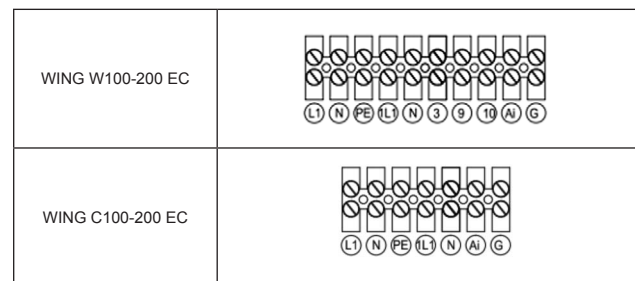 WING W100-200 EC
L1 N PE 1L1 N 3 9 10 Ai G
WING C100-200 EC
L1 N PE 1L1 N Ai G